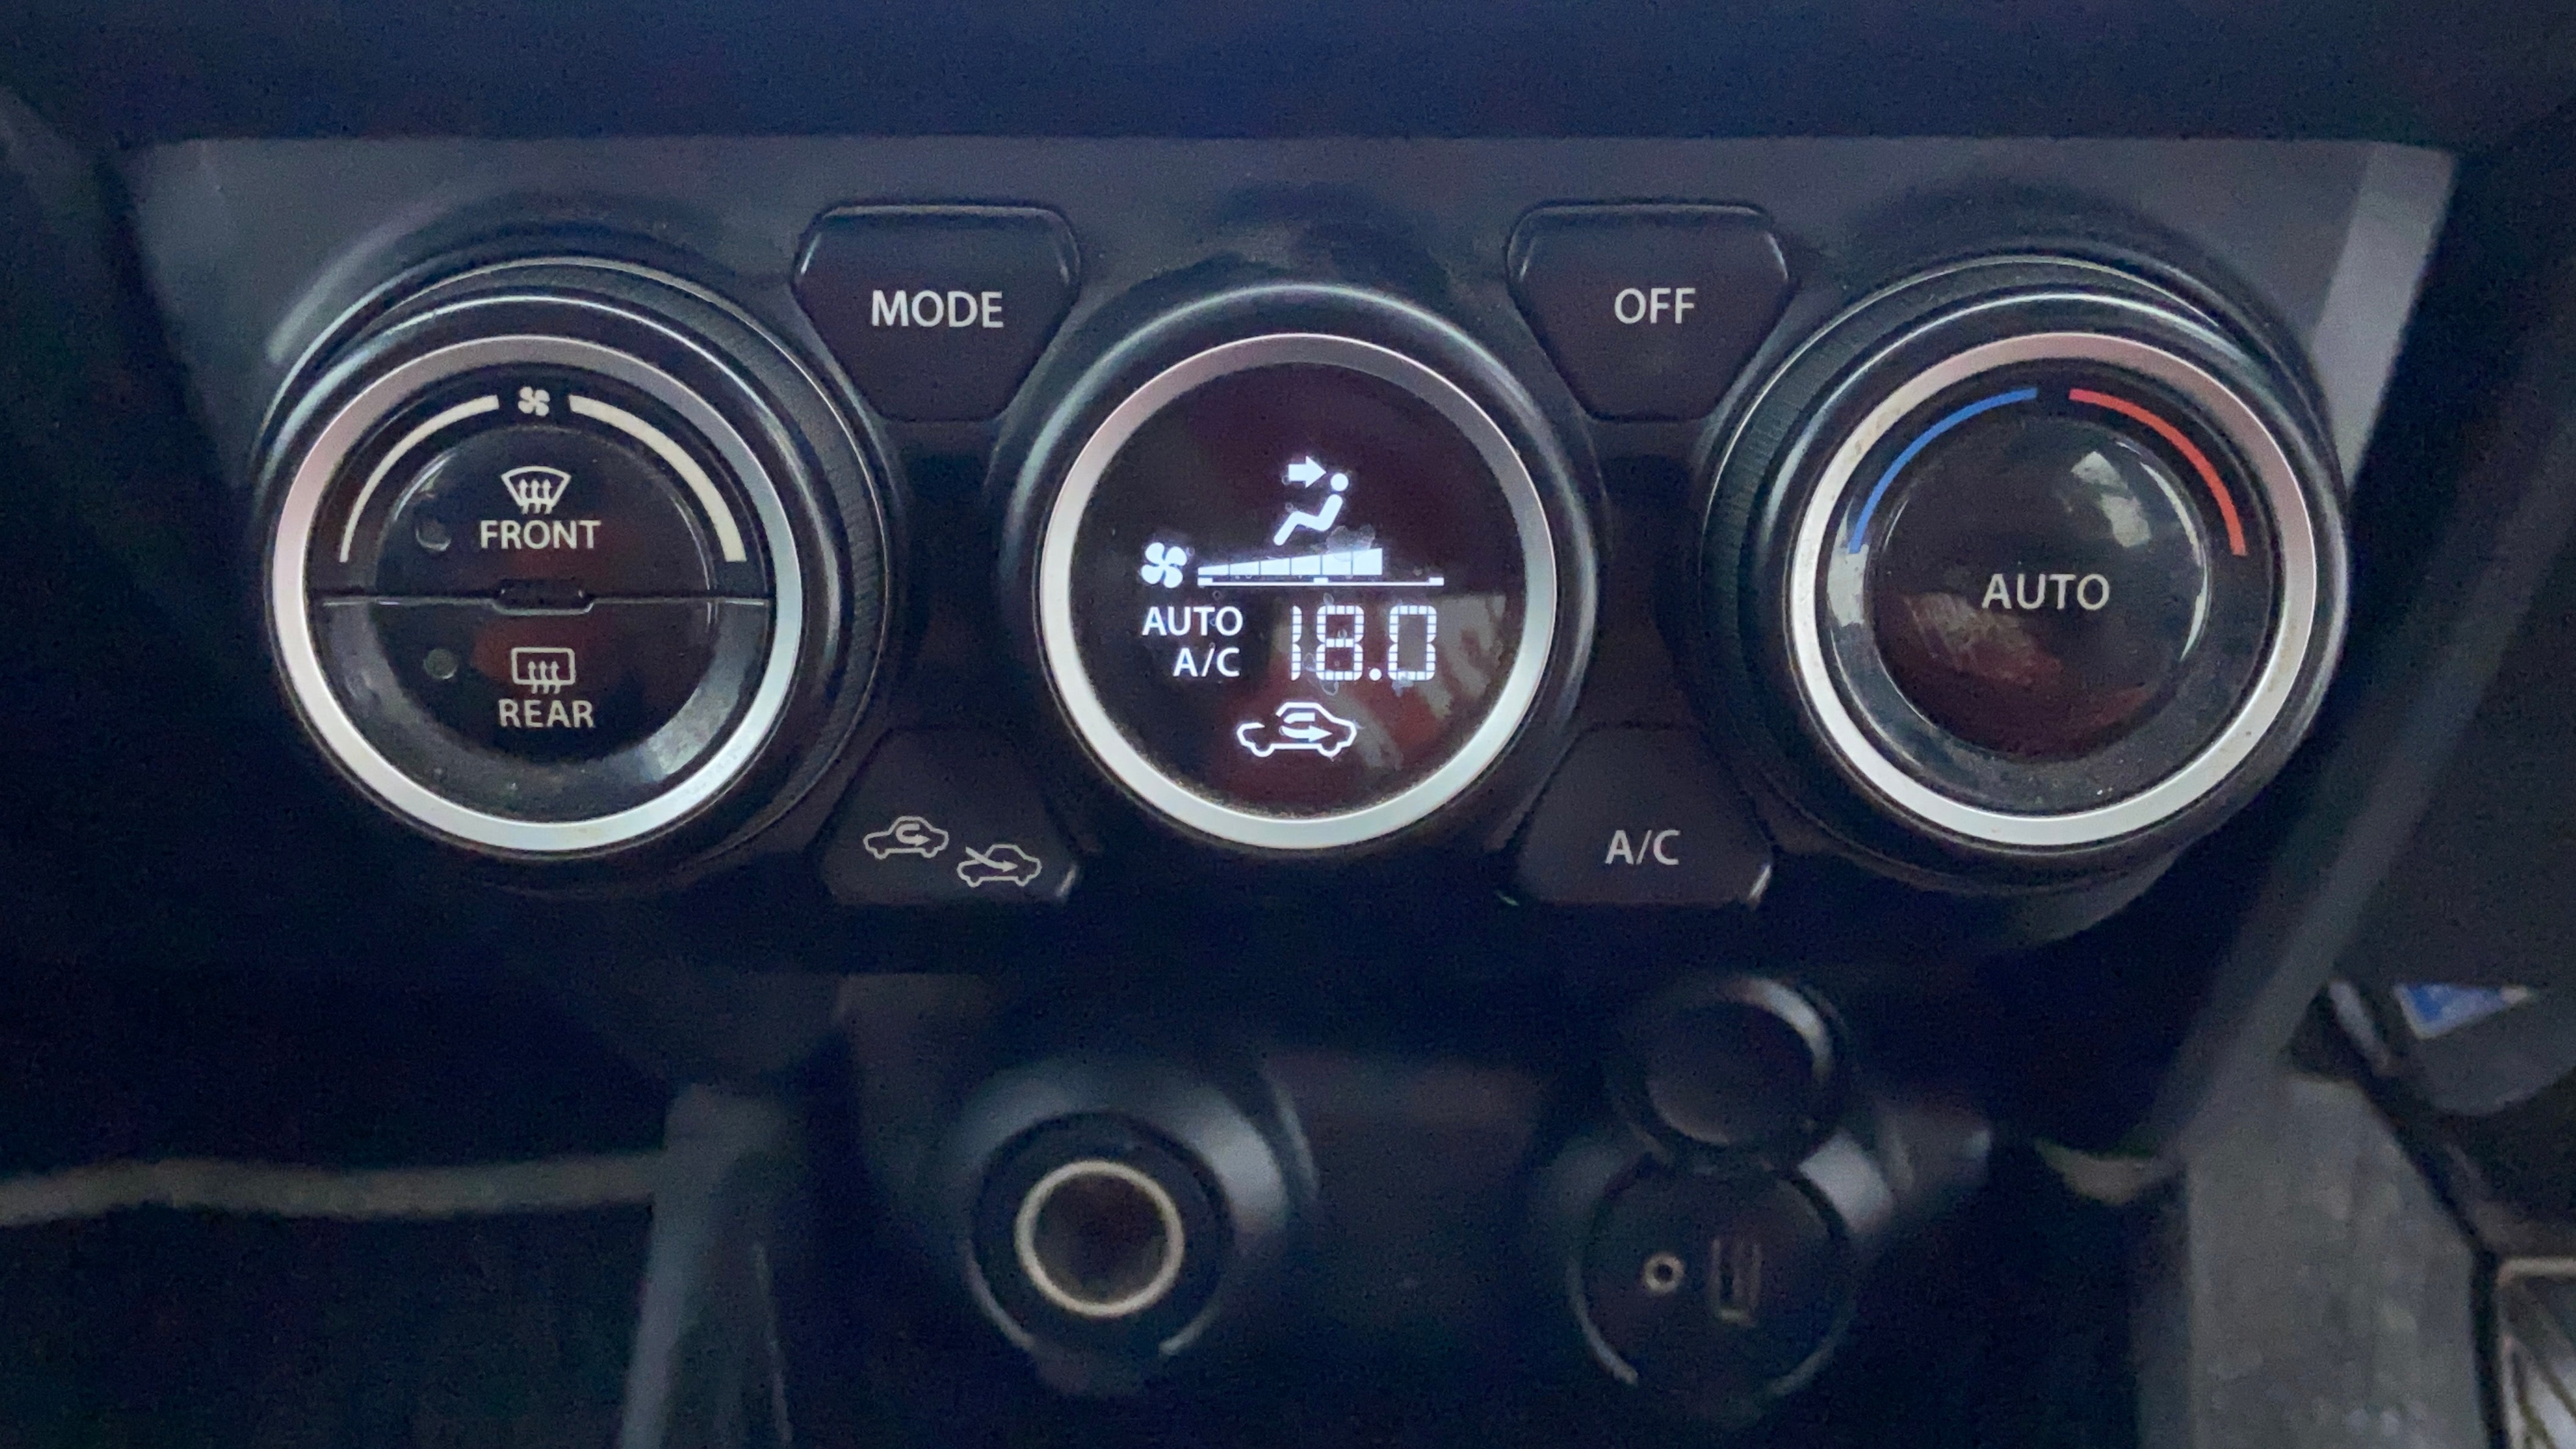 MODE
OFF
FRONT
REAR
AUTO
A/C
18.0
AUTO
A/C